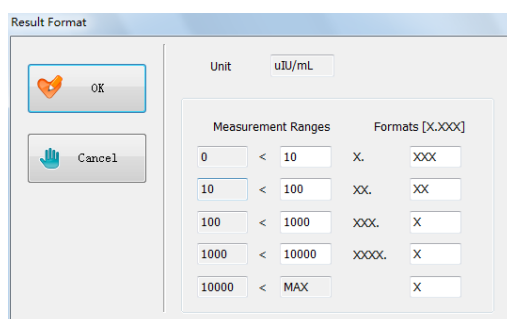 Result Format
OK
Cancel
Unit uIU/mL
Measurement Ranges Formats [X.XXX]
0 < 10 X. XXX
10 < 100 XX. XX
100 < 1000 XXX. X
1000 < 10000 XXXX. X
10000 < MAX X